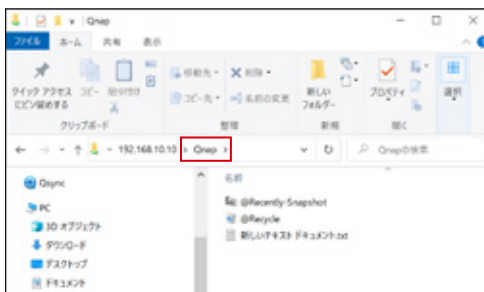 Qnap
ファイル ホーム 共有 表示
クイック アクセス
にピン留めする
コピー 貼り付け
移動先 削除
コピー先 名前の変更
新しい
フォルダー
プロパティ
開く
選択
クリップボード 整理 新規 開く
192.168.10.10 > Qnap >
Qnapの検索
Qsync
PC
3D オブジェクト
ダウンロード
デスクトップ
ドキュメント
名前
@Recently-Snapshot
@Recycle
新しいテキスト ドキュメント.txt